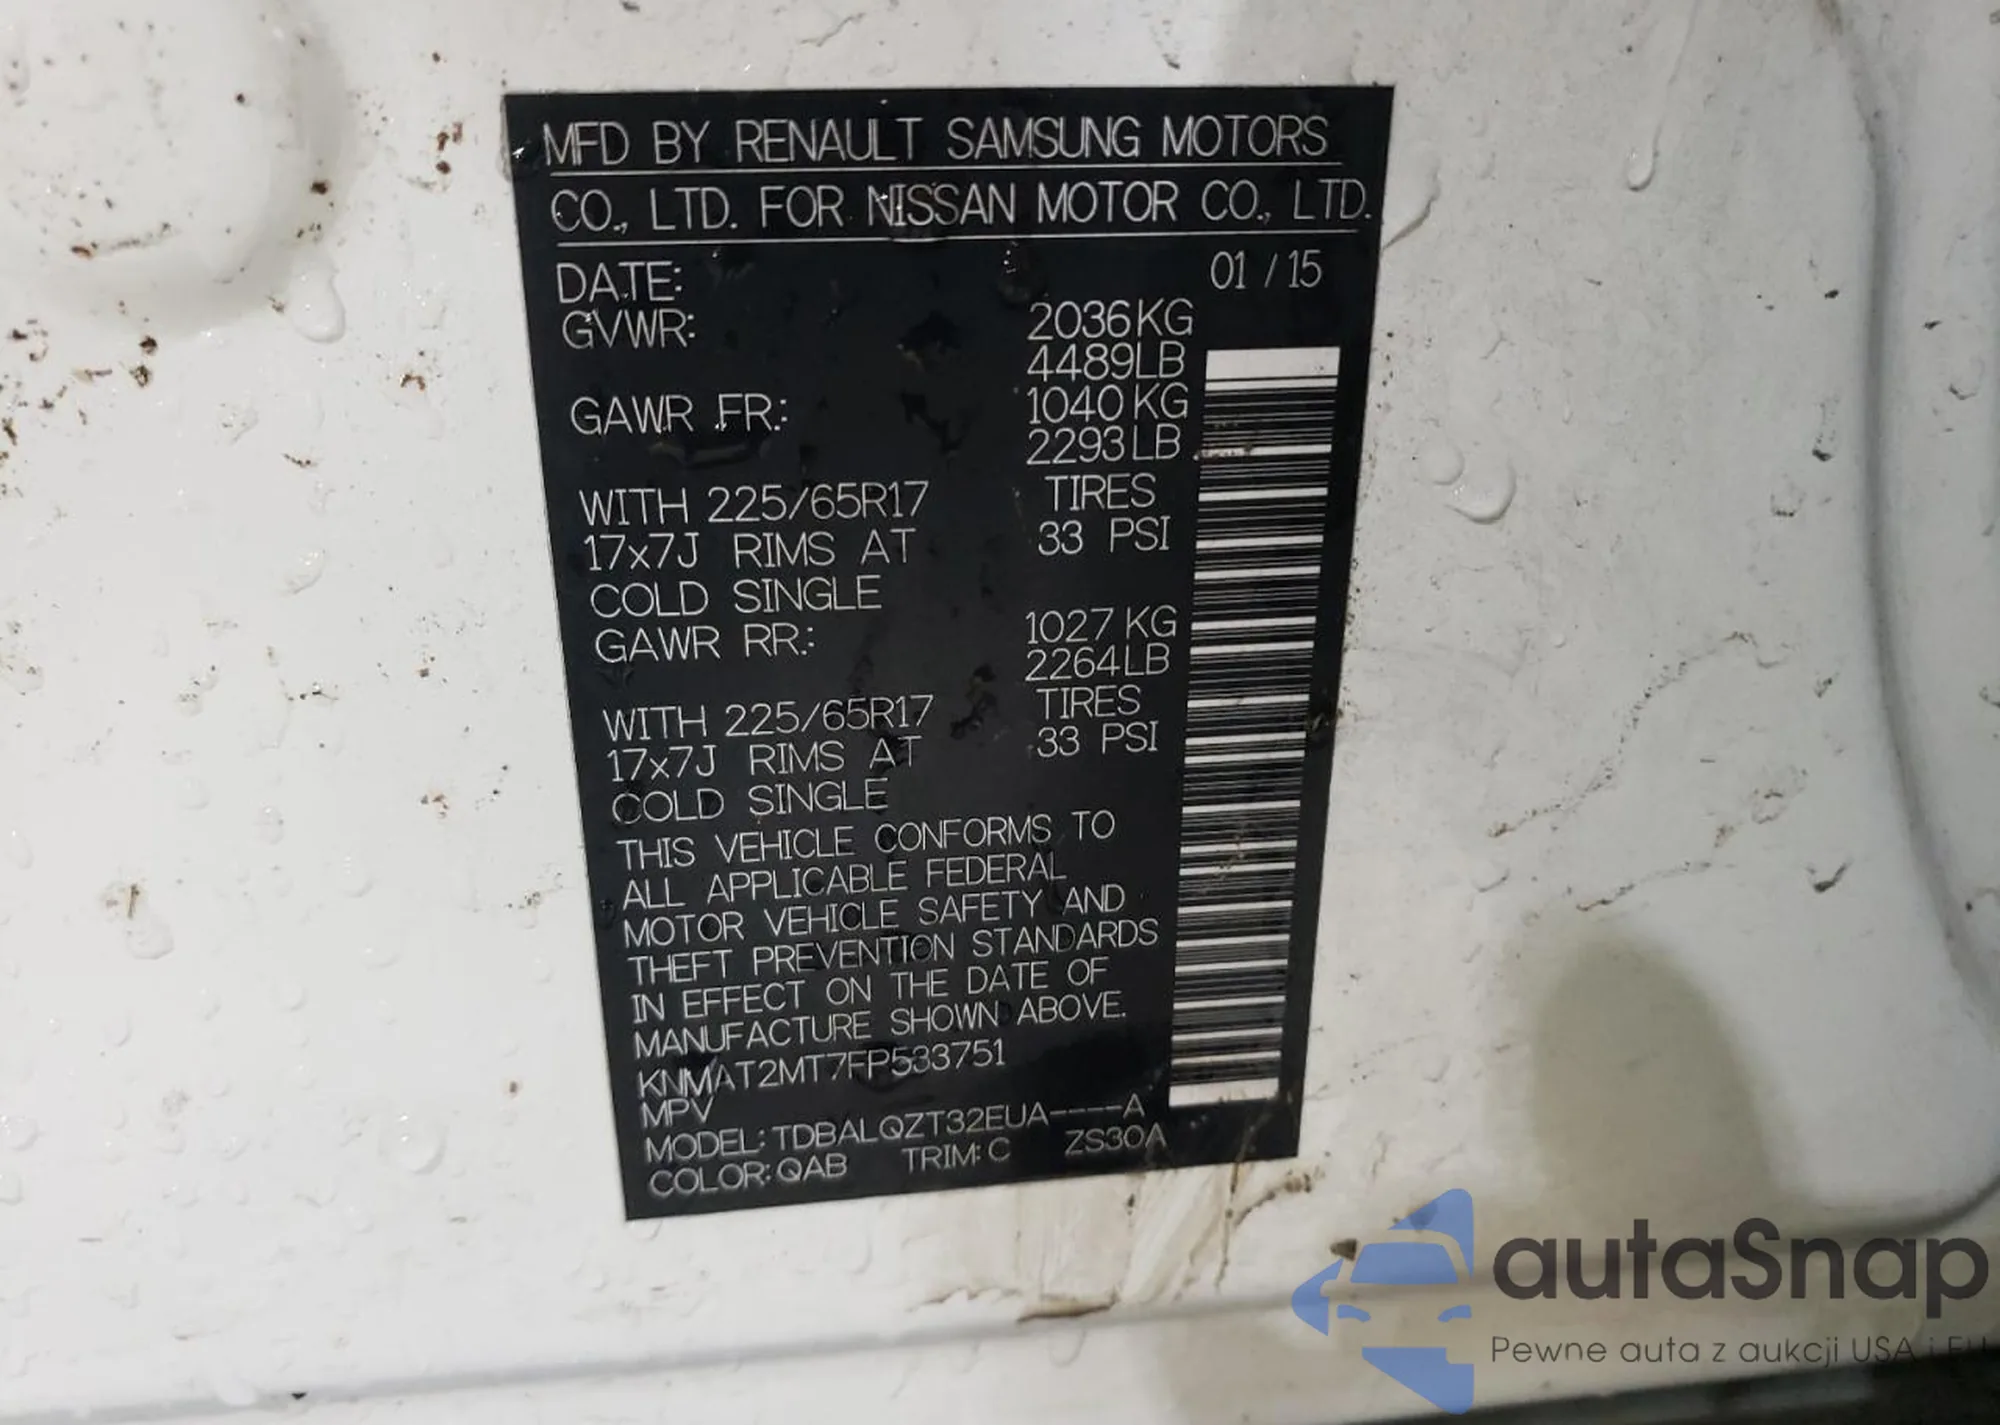 MFD BY RENAULT SAMSUNG MOTORS
CO., LTD. FOR NISSAN MOTOR CO., LTD.
DATE: 01 / 15
GVWR: 2036KG
4489LB
GAWR FR: 1040KG
2293LB
WITH 225/65R17 TIRES
17x7J RIMS AT 33 PSI
COLD SINGLE
GAWR RR: 1027KG
2264LB
WITH 225/65R17 TIRES
17x7J RIMS AT 33 PSI
COLD SINGLE
THIS VEHICLE CONFORMS TO
ALL APPLICABLE FEDERAL
MOTOR VEHICLE SAFETY AND
THEFT PREVENTION STANDARDS
IN EFFECT ON THE DATE OF
MANUFACTURE SHOWN ABOVE.
KNMAT2MT7FP533751
MPV
MODEL: TDBALQZT32EUA----A
COLOR: QAB TRIM: C ZS30A
autaSnap
Pewne auta z aukcji USA i EU